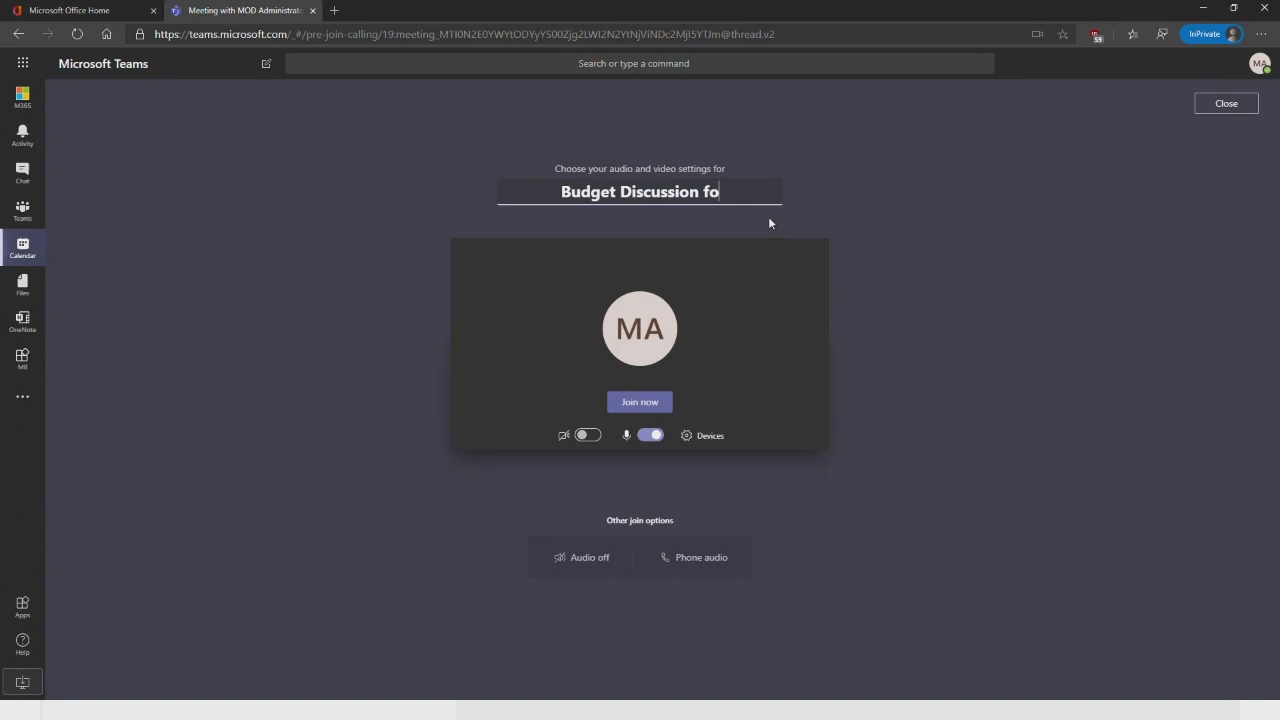 Microsoft Office Home
Meeting with MOD Administrato
https://teams.microsoft.com/_#/pre-join-calling/19:meeting_MTI0N2E0YWYtODYyYS00Zjg2LWI2N2YtNjViNDc2MjI5YTJm@thread.v2
59
InPrivate
Microsoft Teams
Search or type a command
MA
M365
Activity
Chat
Teams
Calendar
Files
OneNote
MB
Apps
Help
Close
Choose your audio and video settings for
Budget Discussion fo
MA
Join now
Devices
Other join options
Audio off
Phone audio